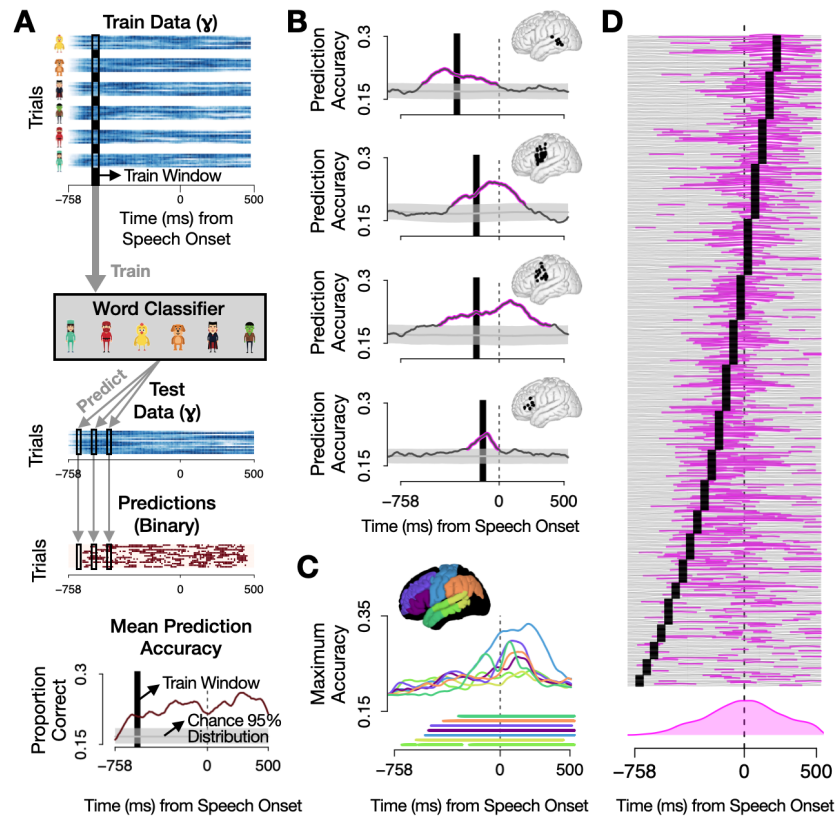 A
Train Data (ɣ)
Trials
Train Window
−758
0
500
Time (ms) from
Speech Onset
Train
Word Classifier
Predict
Test
Data (ɣ)
Trials
−758
0
500
Predictions
(Binary)
Trials
−758
0
500
Mean Prediction
Accuracy
Proportion
Correct
0.3
0.15
Train Window
Chance 95%
Distribution
−758
0
500
Time (ms) from Speech Onset
B
Prediction
Accuracy
0.3
0.15
Prediction
Accuracy
0.3
0.15
Prediction
Accuracy
0.3
0.15
Prediction
Accuracy
0.3
0.15
−758
0
500
Time (ms) from Speech Onset
C
Maximum
Accuracy
0.35
0.15
−758
0
500
Time (ms) from Speech Onset
D
−758
0
500
Time (ms) from Speech Onset